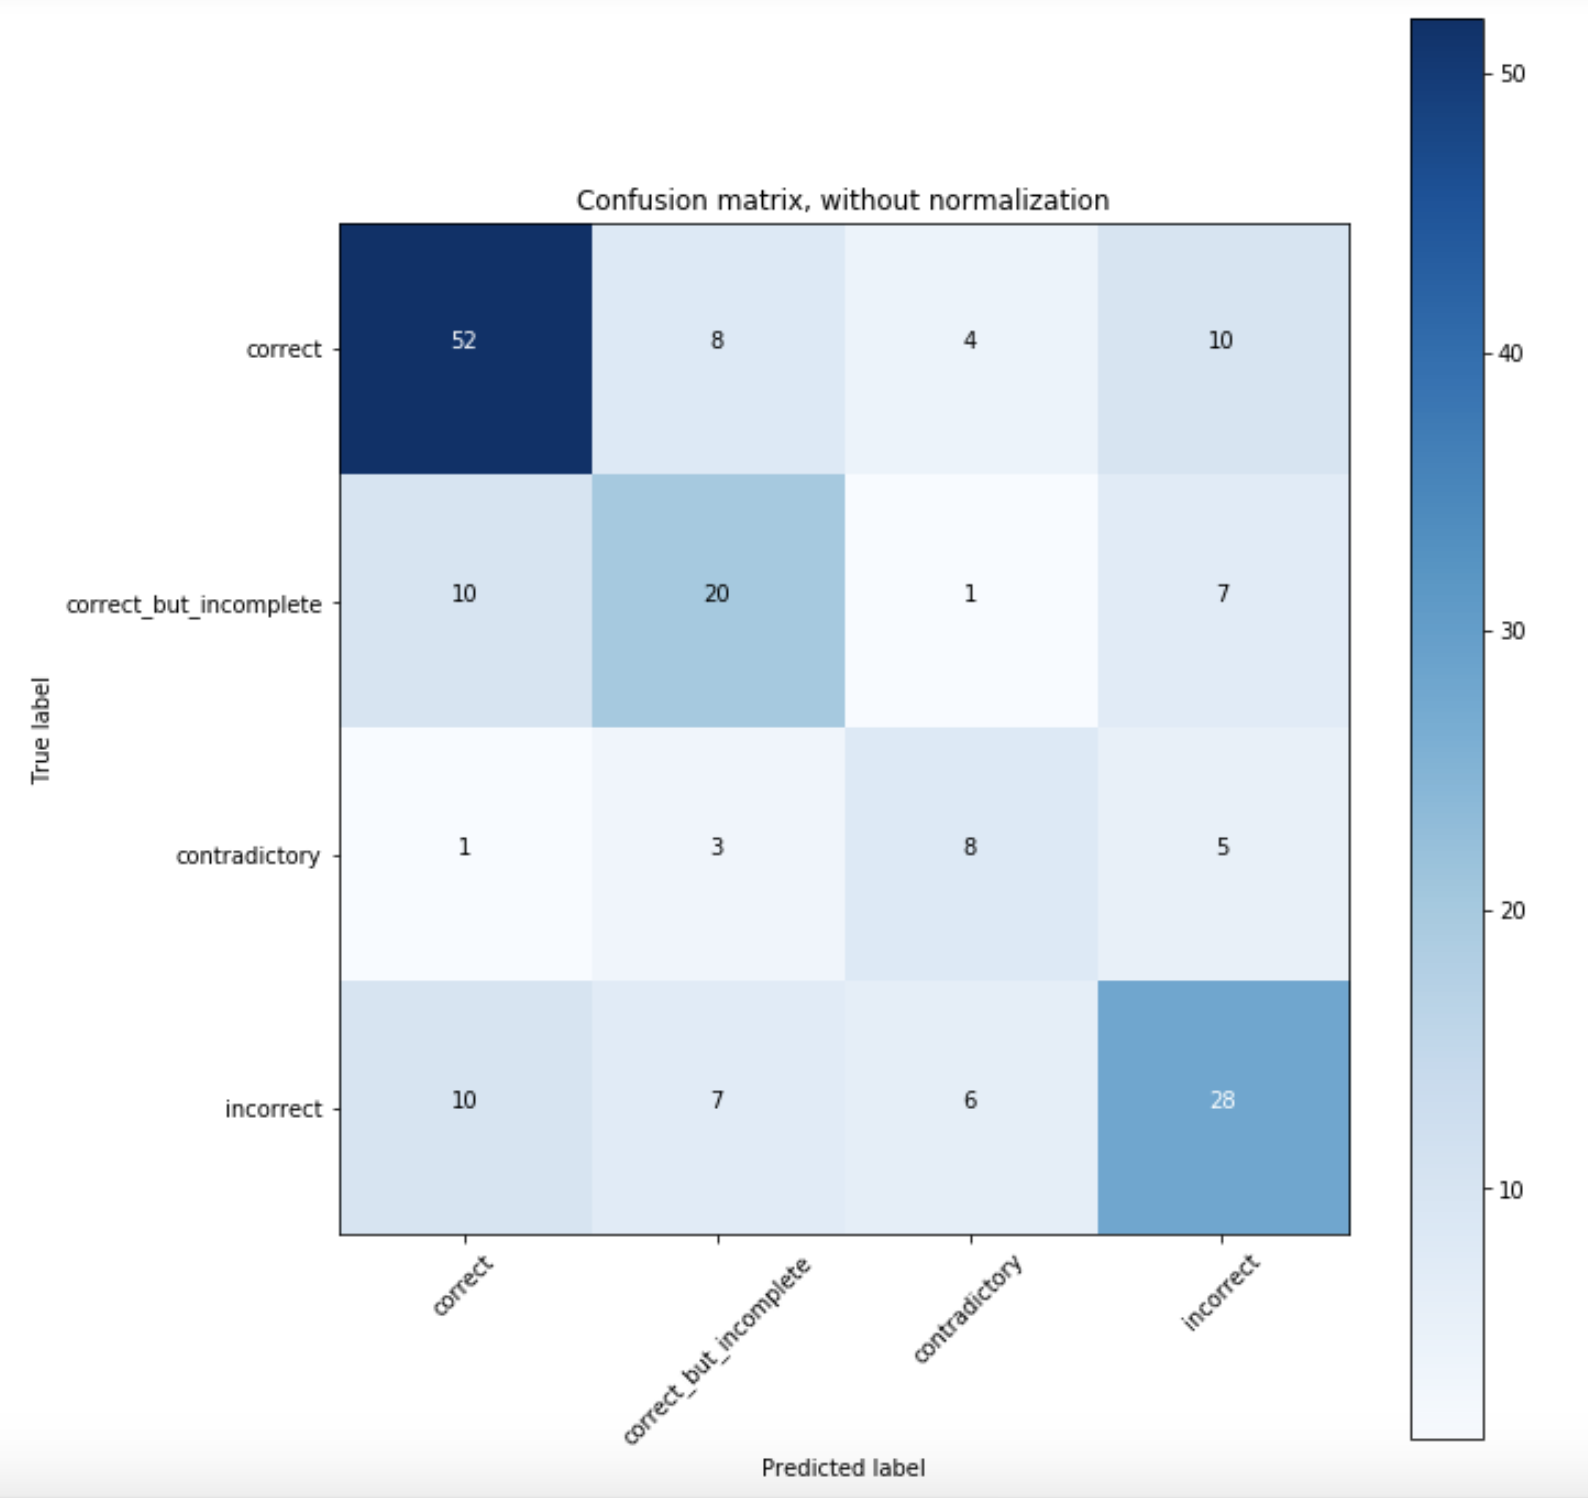 Confusion matrix, without normalization
correct 52 8 4 10
correct_but_incomplete 10 20 1 7
contradictory 1 3 8 5
incorrect 10 7 6 28
True label
correct correct_but_incomplete contradictory incorrect
Predicted label
50
40
30
20
10